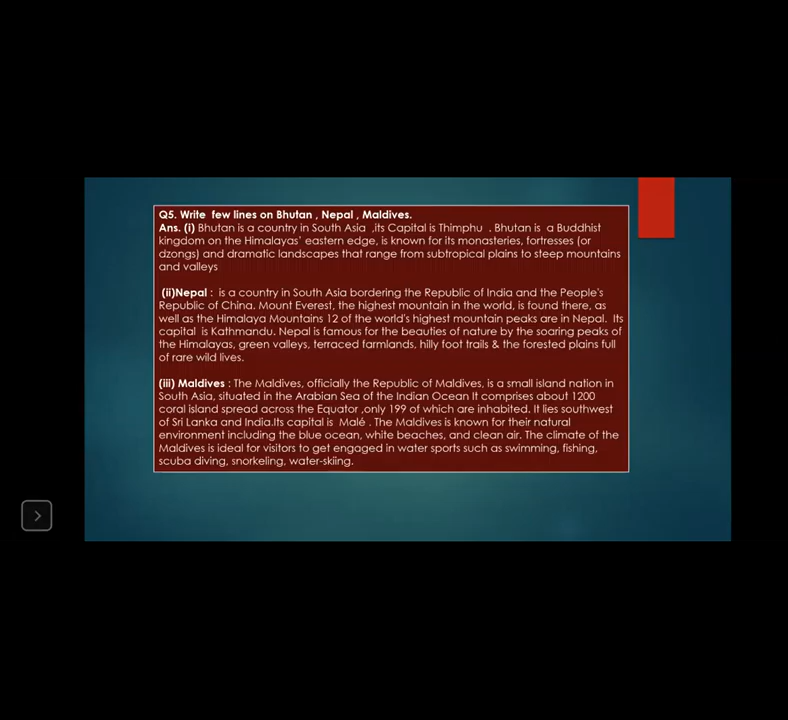 Q5. Write  few lines on Bhutan , Nepal , Maldives.
Ans. (i) Bhutan is a country in South Asia  ,its Capital is Thimphu  . Bhutan is  a Buddhist
kingdom on the Himalayas' eastern edge, is known for its monasteries, fortresses (or
dzongs) and dramatic landscapes that range from subtropical plains to steep mountains
and valleys
(ii)Nepal :  is a country in South Asia bordering the Republic of India and the People's
Republic of China. Mount Everest, the highest mountain in the world, is found there, as
well as the Himalaya Mountains 12 of the world's highest mountain peaks are in Nepal.  Its
capital  is Kathmandu. Nepal is famous for the beauties of nature by the soaring peaks of
the Himalayas, green valleys, terraced farmlands, hilly foot trails & the forested plains full
of rare wild lives.
(iii) Maldives : The Maldives, officially the Republic of Maldives, is a small island nation in
South Asia, situated in the Arabian Sea of the Indian Ocean It comprises about 1200
coral island spread across the Equator ,only 199 of which are inhabited. It lies southwest
of Sri Lanka and India.Its capital is  Malé . The Maldives is known for their natural
environment including the blue ocean, white beaches, and clean air. The climate of the
Maldives is ideal for visitors to get engaged in water sports such as swimming, fishing,
scuba diving, snorkeling, water-skiing.